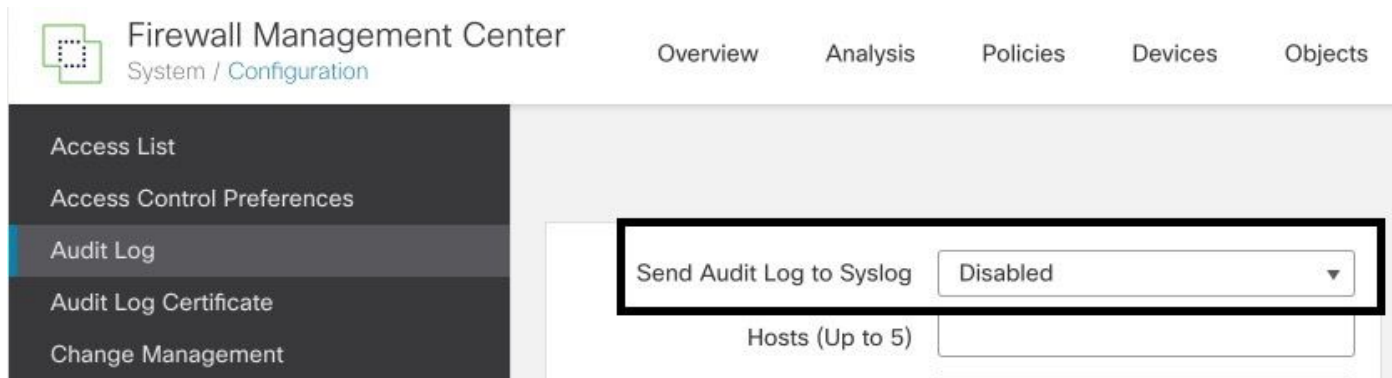 Firewall Management Center
System / Configuration
Overview
Analysis
Policies
Devices
Objects
Access List
Access Control Preferences
Audit Log
Audit Log Certificate
Change Management
Send Audit Log to Syslog
Disabled
Hosts (Up to 5)